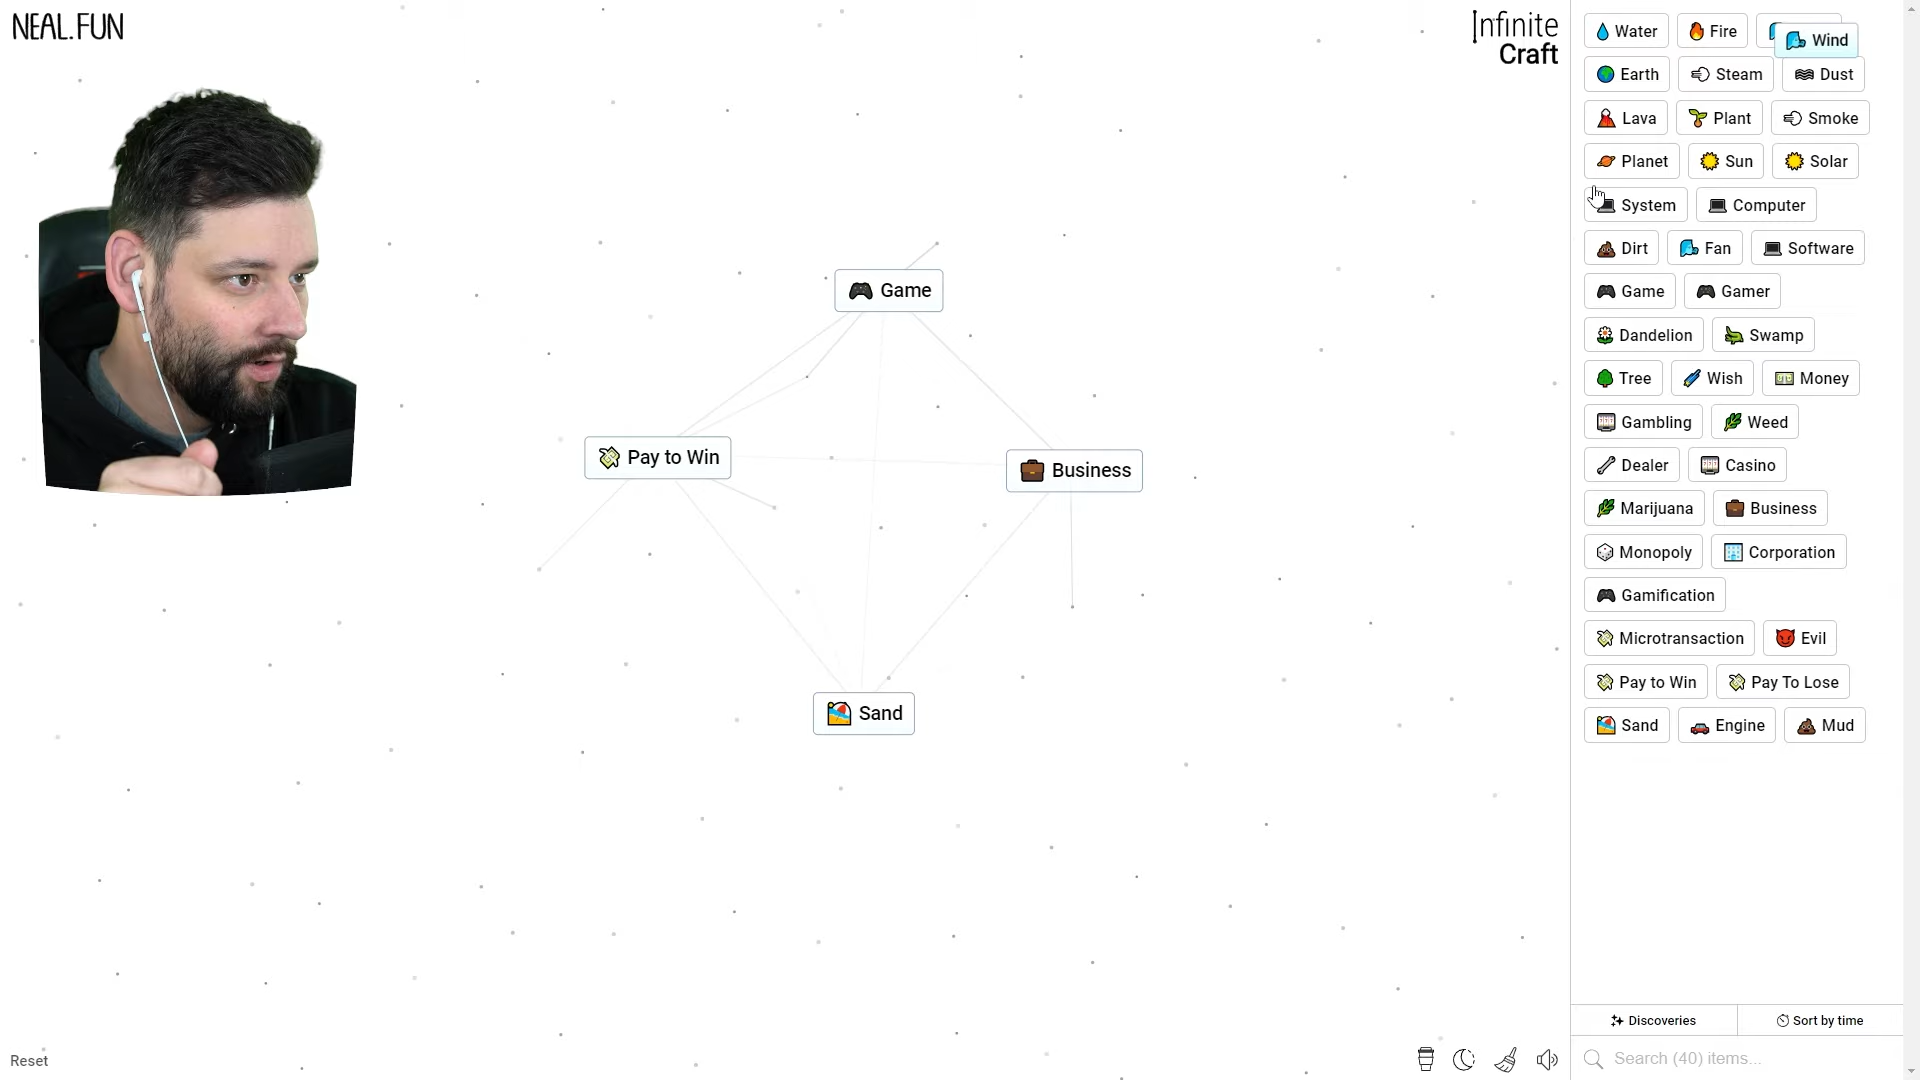 NEAL.FUN
Infinite
Craft
Game
Pay to Win
Business
Sand
Reset
Water Fire Wind
Earth Steam Dust
Lava Plant Smoke
Planet Sun Solar
System Computer
Dirt Fan Software
Game Gamer
Dandelion Swamp
Tree Wish Money
Gambling Weed
Dealer Casino
Marijuana Business
Monopoly Corporation
Gamification
Microtransaction Evil
Pay to Win Pay To Lose
Sand Engine Mud
Discoveries Sort by time
Search (40) items...